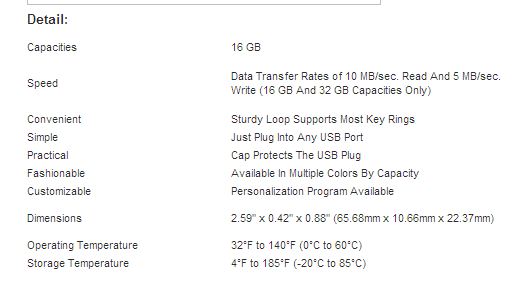 Detail:
Capacities 16 GB
Speed Data Transfer Rates of 10 MB/sec. Read And 5 MB/sec.
Write (16 GB And 32 GB Capacities Only)
Convenient Sturdy Loop Supports Most Key Rings
Simple Just Plug Into Any USB Port
Practical Cap Protects The USB Plug
Fashionable Available In Multiple Colors By Capacity
Customizable Personalization Program Available
Dimensions 2.59" x 0.42" x 0.88" (65.68mm x 10.66mm x 22.37mm)
Operating Temperature 32°F to 140°F (0°C to 60°C)
Storage Temperature 4°F to 185°F (-20°C to 85°C)